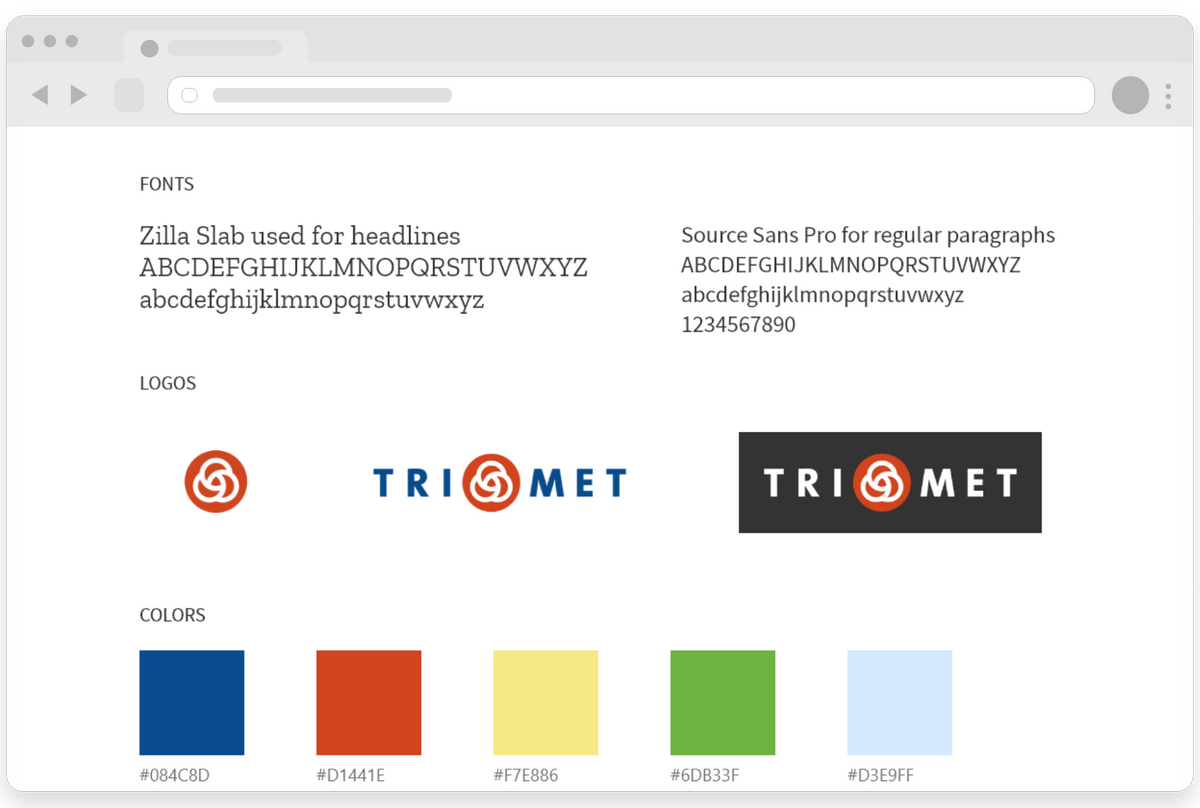 FONTS
Zilla Slab used for headlines
ABCDEFGHIJKLMNOPQRSTUVWXYZ
abcdefghijklmnopqrstuvwxyz
Source Sans Pro for regular paragraphs
ABCDEFGHIJKLMNOPQRSTUVWXYZ
abcdefghijklmnopqrstuvwxyz
1234567890
LOGOS
TRI MET
TRI MET
COLORS
#084C8D
#D1441E
#F7E886
#6DB33F
#D3E9FF